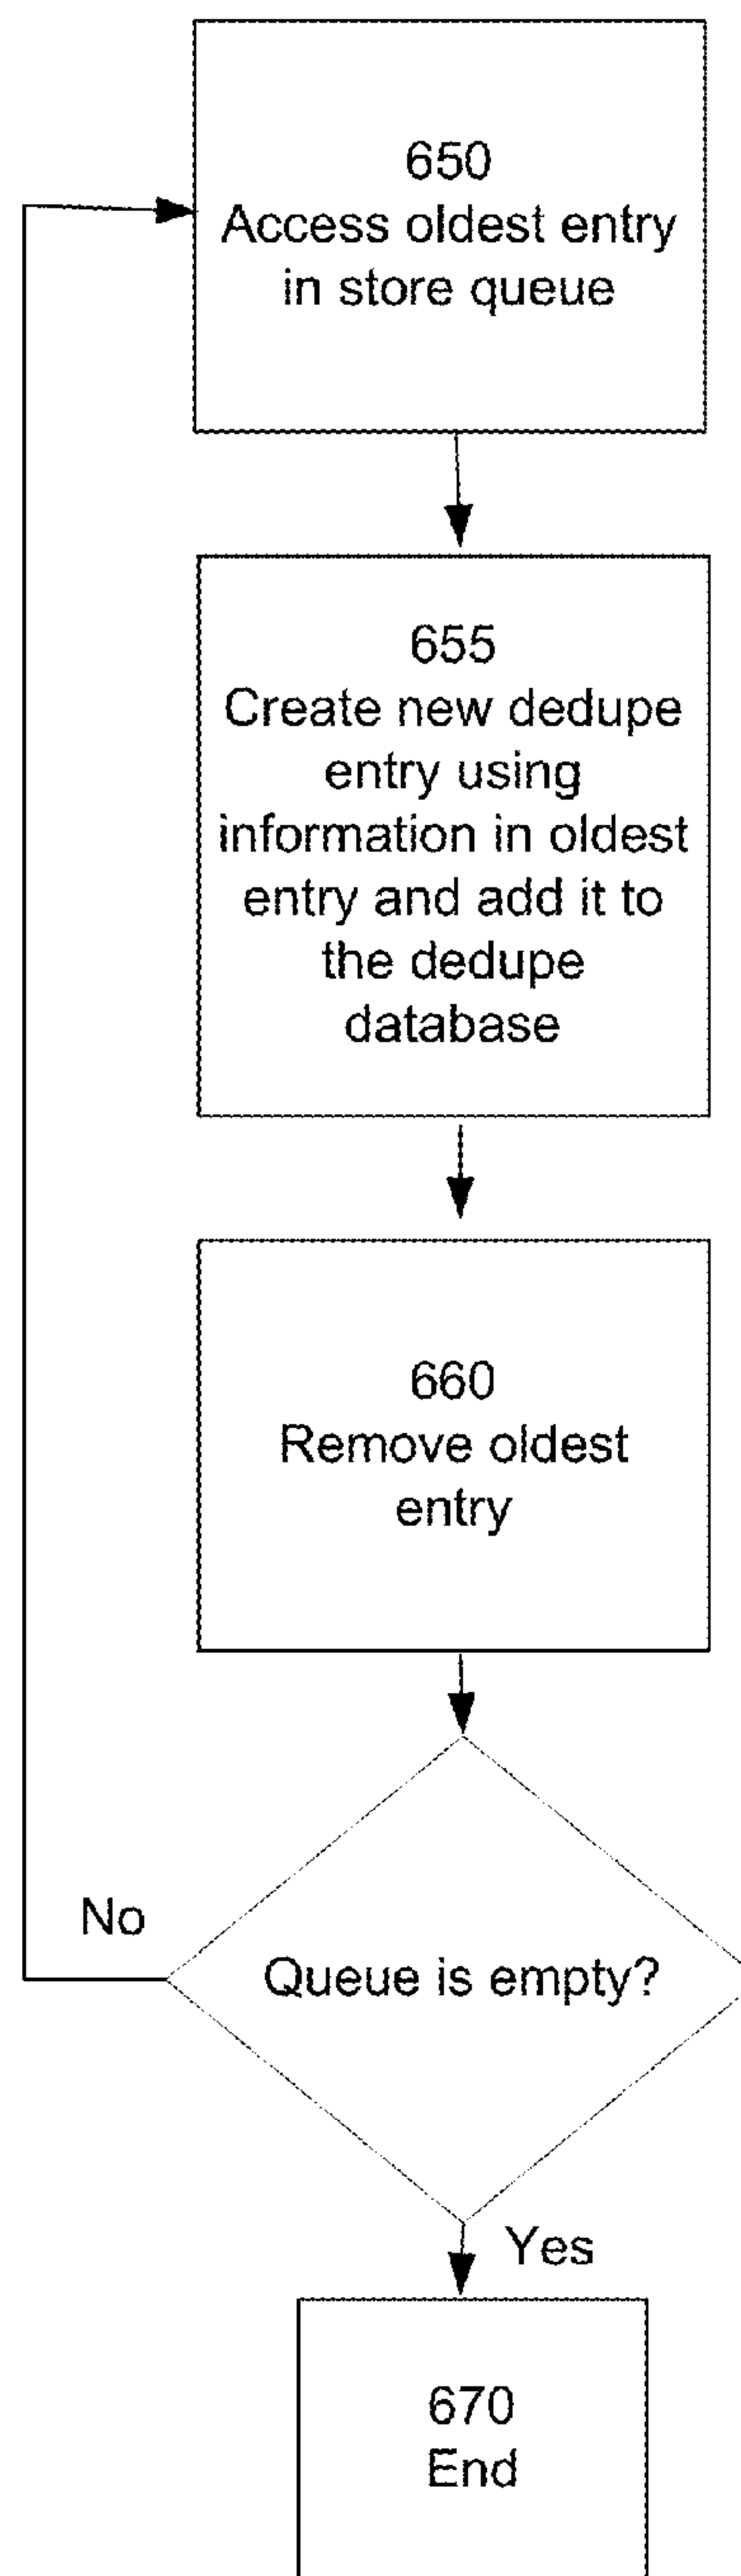 650
Access oldest entry
in store queue
655
Create new dedupe
entry using
information in oldest
entry and add it to
the dedupe
database
660
Remove oldest
entry
No
Queue is empty?
Yes
670
End